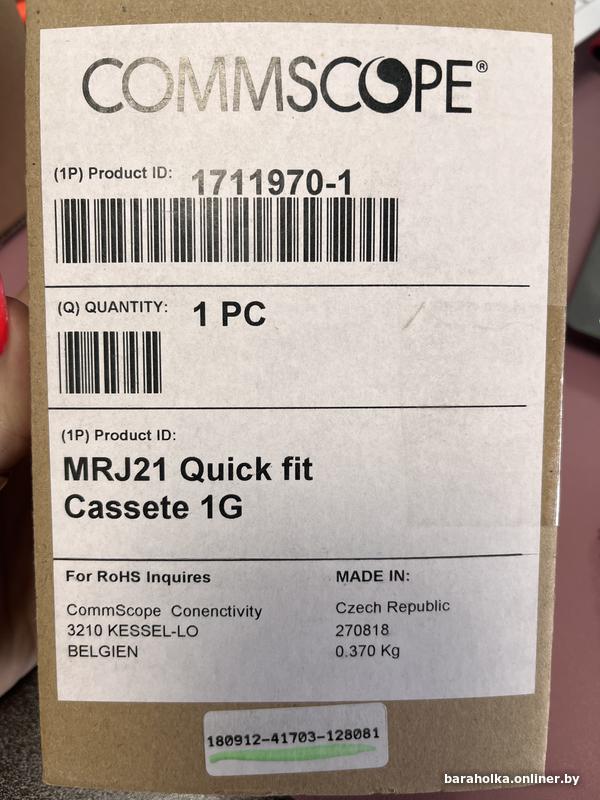 COMMSCOPE®
(1P) Product ID: 1711970-1
(Q) QUANTITY: 1 PC
(1P) Product ID:
MRJ21 Quick fit
Cassete 1G
For RoHS Inquires
CommScope Conenctivity
3210 KESSEL-LO
BELGIEN
MADE IN:
Czech Republic
270818
0.370 Kg
180912-41703-128081
baraholka.onliner.by